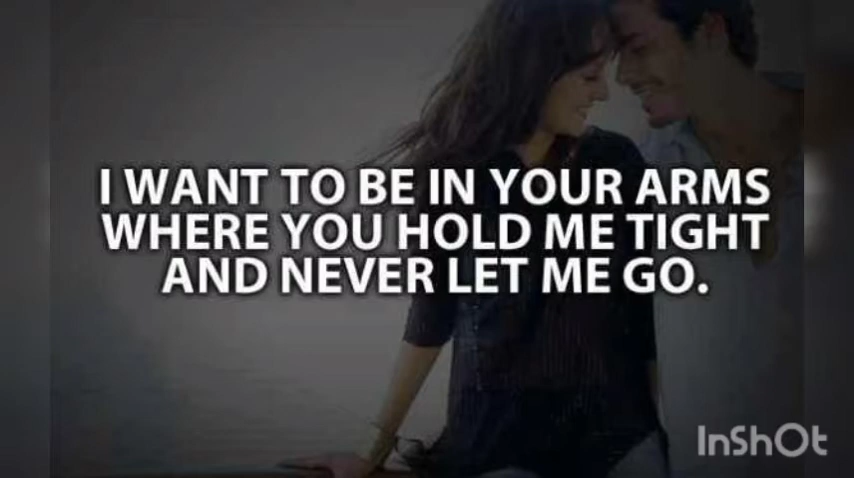 I WANT TO BE IN YOUR ARMS
WHERE YOU HOLD ME TIGHT
AND NEVER LET ME GO.
InShOt